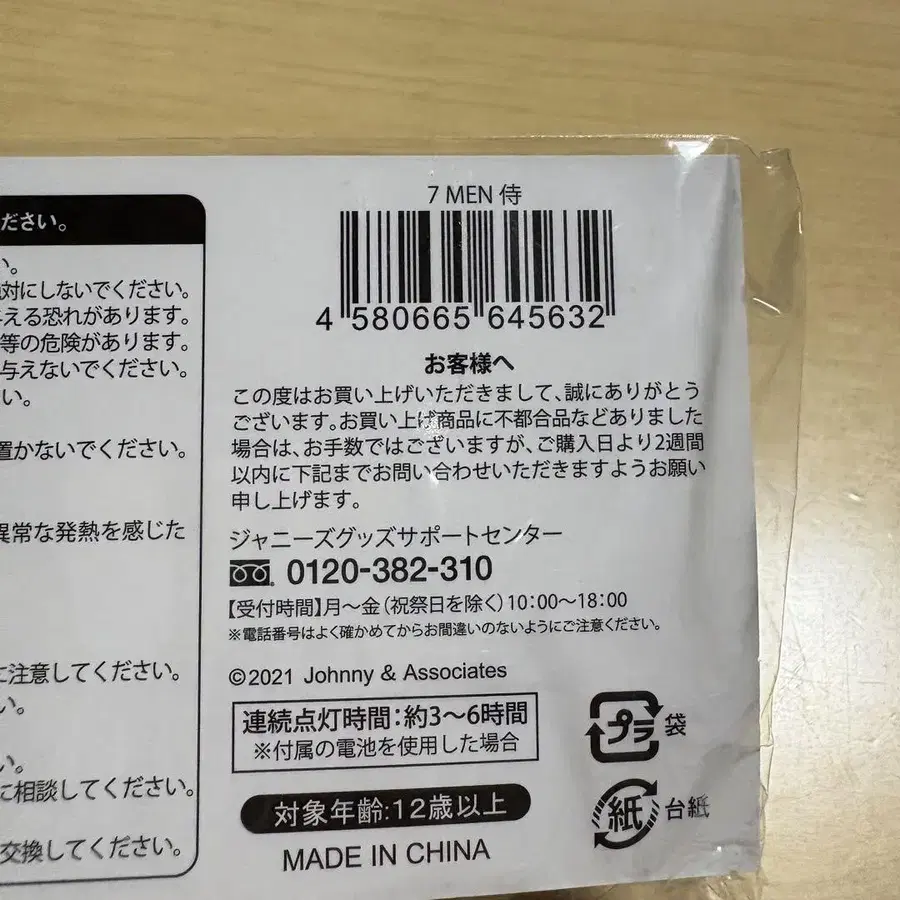 ださい。
い。
対にしないでください。
える恐れがあります。
等の危険があります。
与えないでください。
い。
置かないでください。
異常な発熱を感じた
に注意してください。
い。
い。
に相談してください。
交換してください。
7 MEN 侍
4 580665 645632
お客様へ
この度はお買い上げいただきまして、誠にありがとう
ございます。お買い上げ商品に不都合品などありました
場合は、お手数ではございますが、ご購入日より2週間
以内に下記までお問い合わせいただきますようお願い
申し上げます。
ジャニーズグッズサポートセンター
0120-382-310
【受付時間】月〜金(祝祭日を除く)10:00〜18:00
※電話番号はよく確かめてからお間違いのないようにご注意ください。
©2021 Johnny & Associates
連続点灯時間:約3〜6時間
※付属の電池を使用した場合
対象年齢:12歳以上
MADE IN CHINA
プラ 袋
紙 台紙